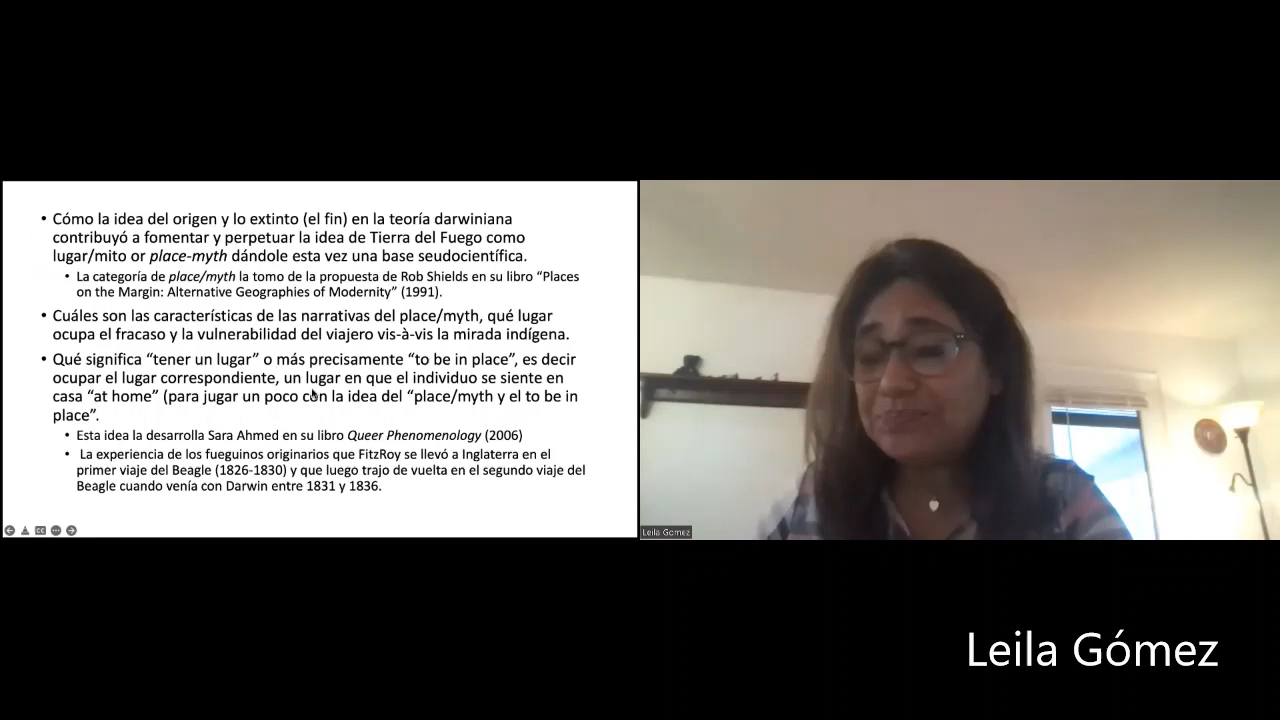 • Cómo la idea del origen y lo extinto (el fin) en la teoría darwiniana
contribuyó a fomentar y perpetuar la idea de Tierra del Fuego como
lugar/mito or place-myth dándole esta vez una base seudocientífica.
• La categoría de place/myth la tomo de la propuesta de Rob Shields en su libro “Places
on the Margin: Alternative Geographies of Modernity” (1991).
• Cuáles son las características de las narrativas del place/myth, qué lugar
ocupa el fracaso y la vulnerabilidad del viajero vis-à-vis la mirada indígena.
• Qué significa “tener un lugar” o más precisamente “to be in place”, es decir
ocupar el lugar correspondiente, un lugar en que el individuo se siente en
casa “at home” (para jugar un poco con la idea del “place/myth y el to be in
place”.
• Esta idea la desarrolla Sara Ahmed en su libro Queer Phenomenology (2006)
• La experiencia de los fueguinos originarios que FitzRoy se llevó a Inglaterra en el
primer viaje del Beagle (1826-1830) y que luego trajo de vuelta en el segundo viaje del
Beagle cuando venía con Darwin entre 1831 y 1836.
Leila Gomez
Leila Gómez